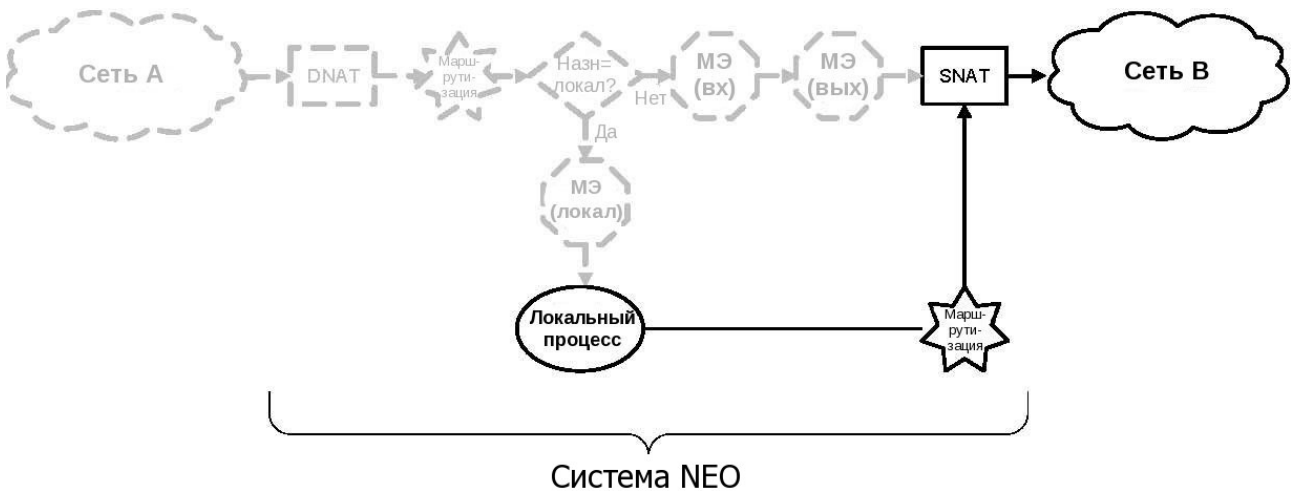 Сеть А
DNAT
Марш-
рути-
зация
Назн=
локал?
Нет
МЭ
(вх)
МЭ
(вых)
SNAT
Сеть В
Да
МЭ
(локал)
Локальный
процесс
Марш-
рути-
зация
Система NEO